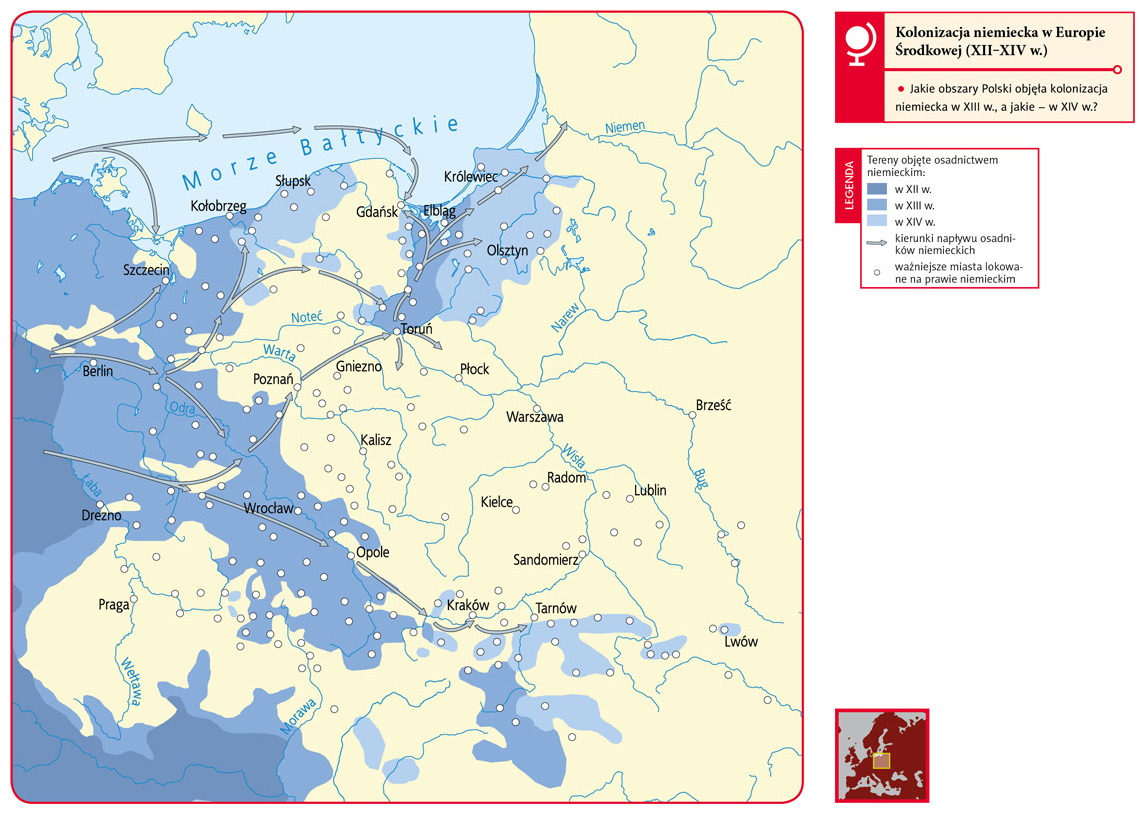 Kolonizacja niemiecka w Europie
Środkowej (XII–XIV w.)
• Jakie obszary Polski objęła kolonizacja
niemiecka w XIII w., a jakie – w XIV w.?
LEGENDA
Tereny objęte osadnictwem
niemieckim:
w XII w.
w XIII w.
w XIV w.
kierunki napływu osadni-
ków niemieckich
ważniejsze miasta lokowa-
ne na prawie niemieckim
Morze Bałtyckie
Niemen
Słupsk
Królewiec
Kołobrzeg
Gdańsk
Elbląg
Olsztyn
Szczecin
Narew
Noteć
Toruń
Warta
Berlin
Poznań
Gniezno
Płock
Odra
Warszawa
Brześć
Kalisz
Wisła
Bug
Łaba
Radom
Lublin
Kielce
Drezno
Wrocław
Opole
Sandomierz
Praga
Kraków
Tarnów
Lwów
Wełtawa
Morawa